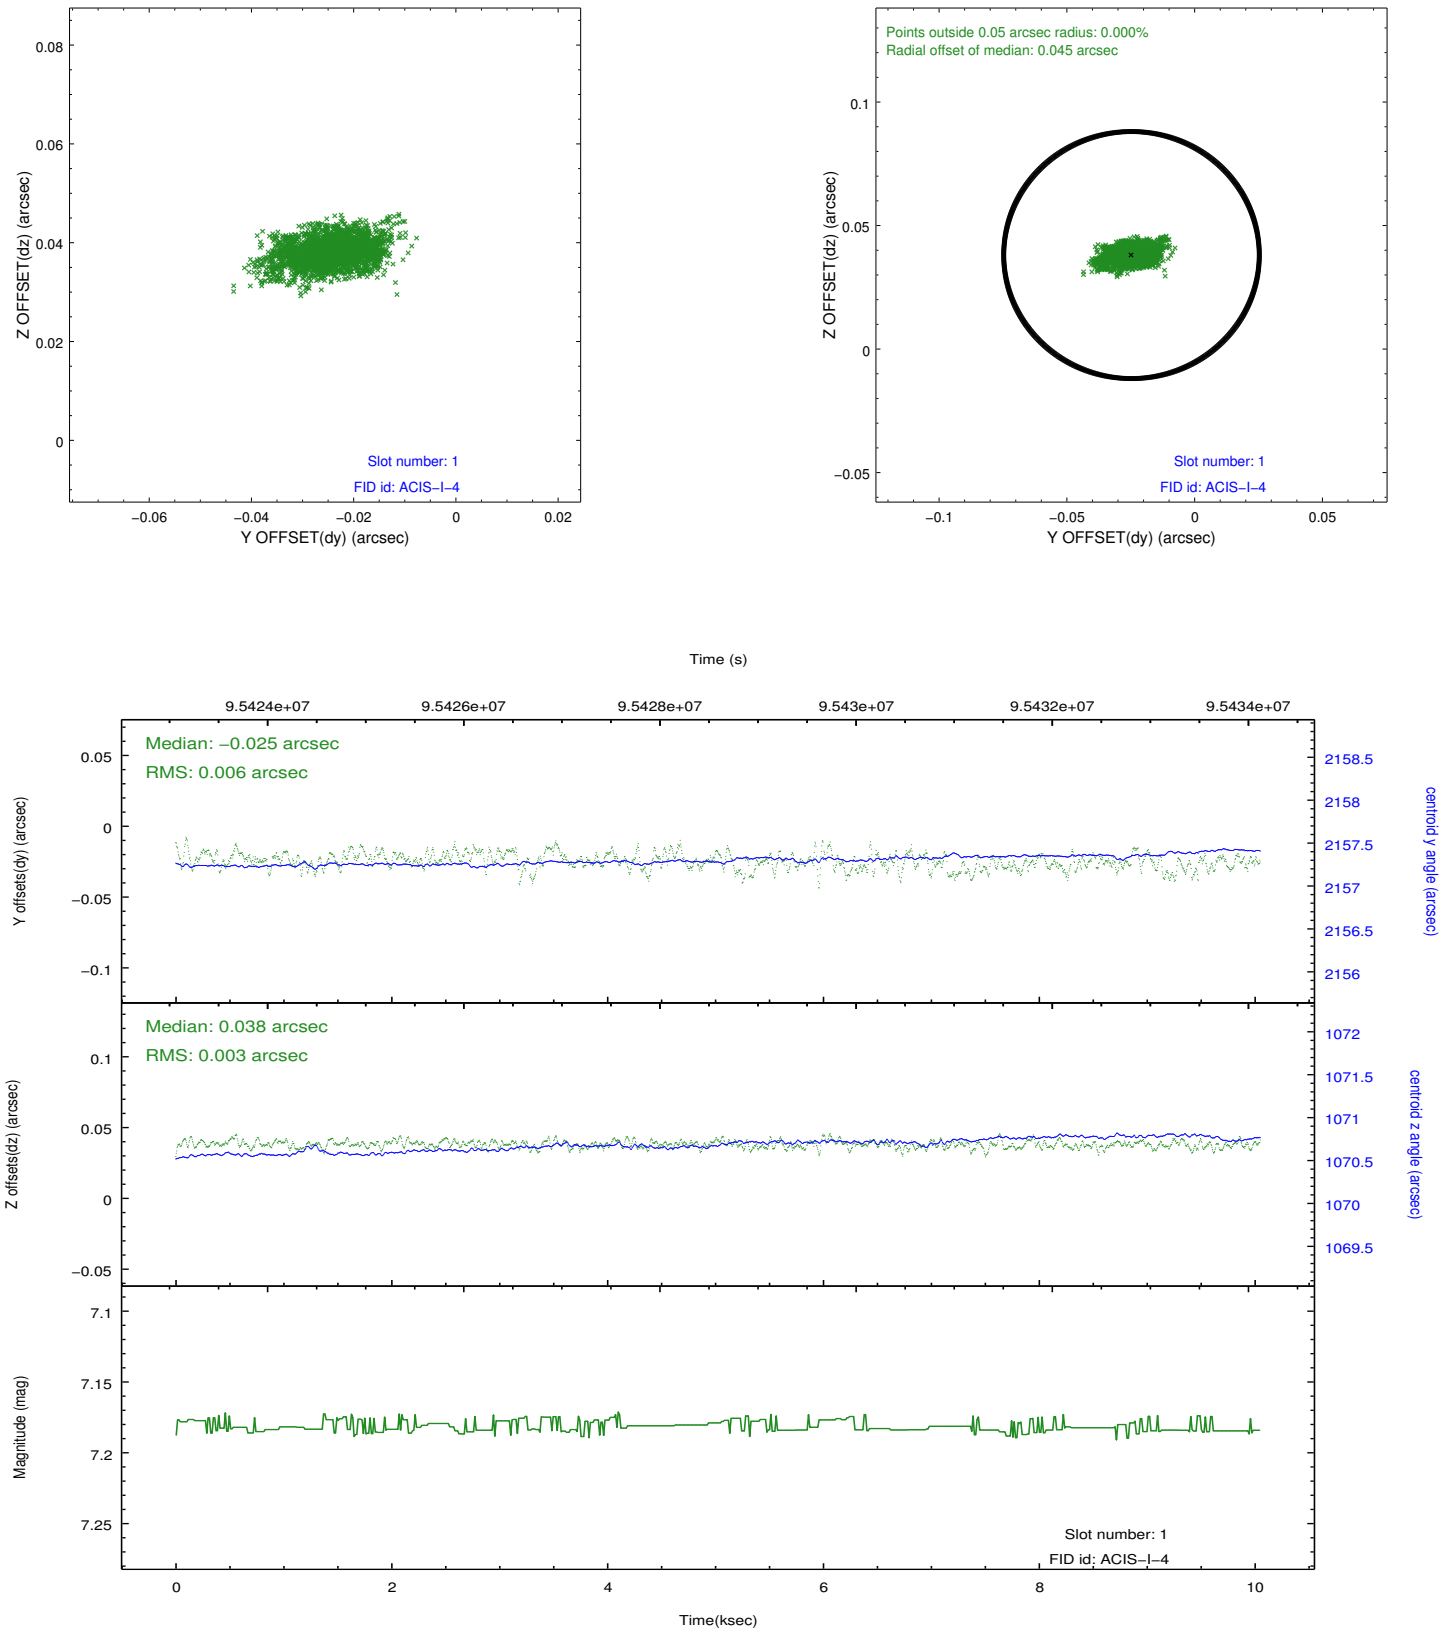 0.08
0.06
0.04
0.02
0
Z OFFSET(dz) (arcsec)
−0.06 −0.04 −0.02 0 0.02
Y OFFSET(dy) (arcsec)
Slot number: 1
FID id: ACIS−I−4
Points outside 0.05 arcsec radius: 0.000%
Radial offset of median: 0.045 arcsec
0.1
0.05
0
−0.05
Z OFFSET(dz) (arcsec)
Slot number: 1
FID id: ACIS−I−4
−0.1 −0.05 0 0.05
Y OFFSET(dy) (arcsec)
Time (s)
9.5424e+07 9.5426e+07 9.5428e+07 9.543e+07 9.5432e+07 9.5434e+07
Median: −0.025 arcsec
RMS: 0.006 arcsec
0.05
0
−0.05
−0.1
Y offsets(dy) (arcsec)
2158.5
2158
2157.5
2157
2156.5
2156
centroid y angle (arcsec)
Median: 0.038 arcsec
RMS: 0.003 arcsec
0.1
0.05
0
−0.05
Z offsets(dz) (arcsec)
1072
1071.5
1071
1070.5
1070
1069.5
centroid z angle (arcsec)
7.1
7.15
7.2
7.25
Magnitude (mag)
Slot number: 1
FID id: ACIS−I−4
0 2 4 6 8 10
Time(ksec)